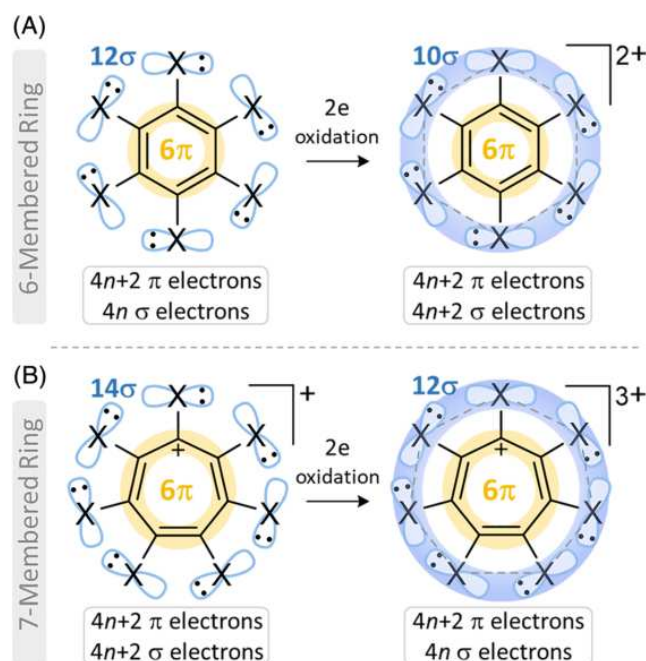 (A)
6-Membered Ring
12σ
X
X
X
X
X
X
6π
4n+2 π electrons
4n σ electrons
2e
oxidation
10σ
2+
X
X
X
X
X
X
6π
4n+2 π electrons
4n+2 σ electrons
(B)
7-Membered Ring
14σ
+
X
X
X
X
X
X
X
+
6π
4n+2 π electrons
4n+2 σ electrons
2e
oxidation
12σ
3+
X
X
X
X
X
X
X
+
6π
4n+2 π electrons
4n σ electrons